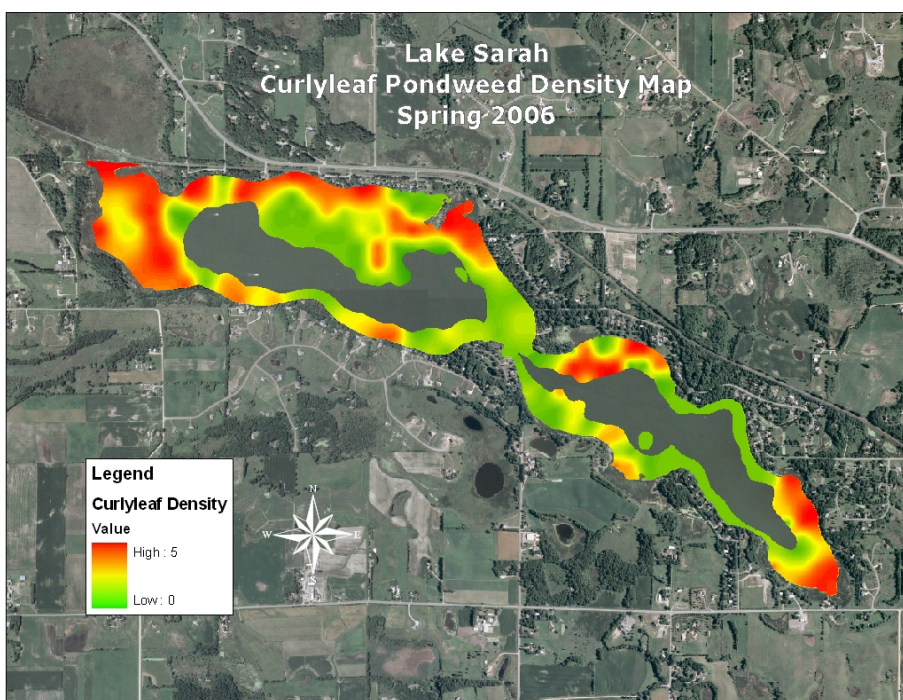 Lake Sarah
Curlyleaf Pondweed Density Map
Spring 2006
Legend
Curlyleaf Density
Value
High : 5
Low : 0
N
W
E
S